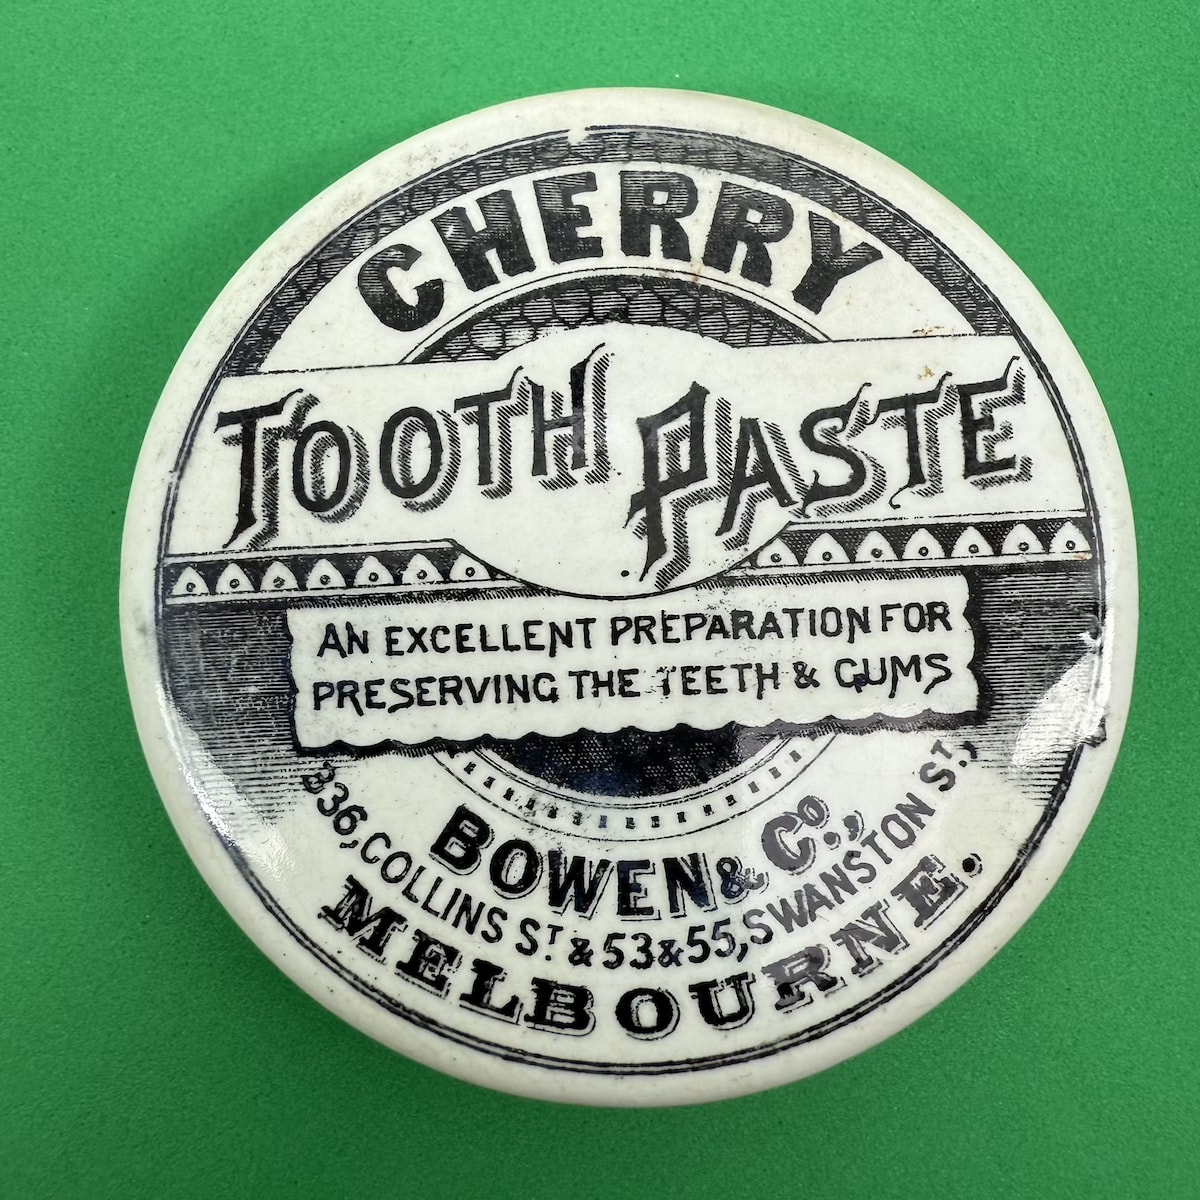 CHERRY
TOOTH PASTE
AN EXCELLENT PREPARATION FOR
PRESERVING THE TEETH & GUMS
BOWEN & Co.,
336, COLLINS ST. & 53 & 55, SWANSTON ST.,
MELBOURNE.